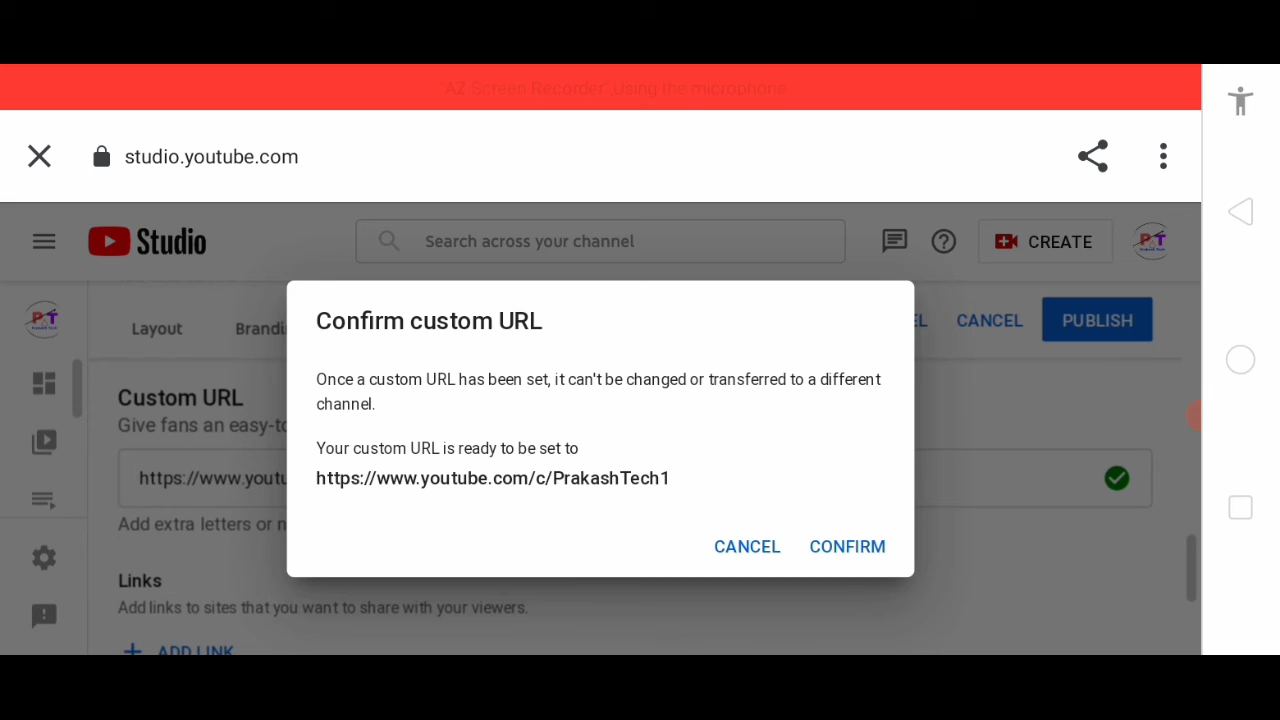 "AZ Screen Recorder",Using the microphone
studio.youtube.com
Studio
Search across your channel
CREATE
P&T
Layout
CANCEL
PUBLISH
Confirm custom URL
Once a custom URL has been set, it can't be changed or transferred to a different
channel.
Your custom URL is ready to be set to
https://www.youtube.com/c/PrakashTech1
CANCEL
CONFIRM
Custom URL
Give fans an
https://www.
Add extra letters or
Links
Add links to sites that you want to share with your viewers.
ADD LINK